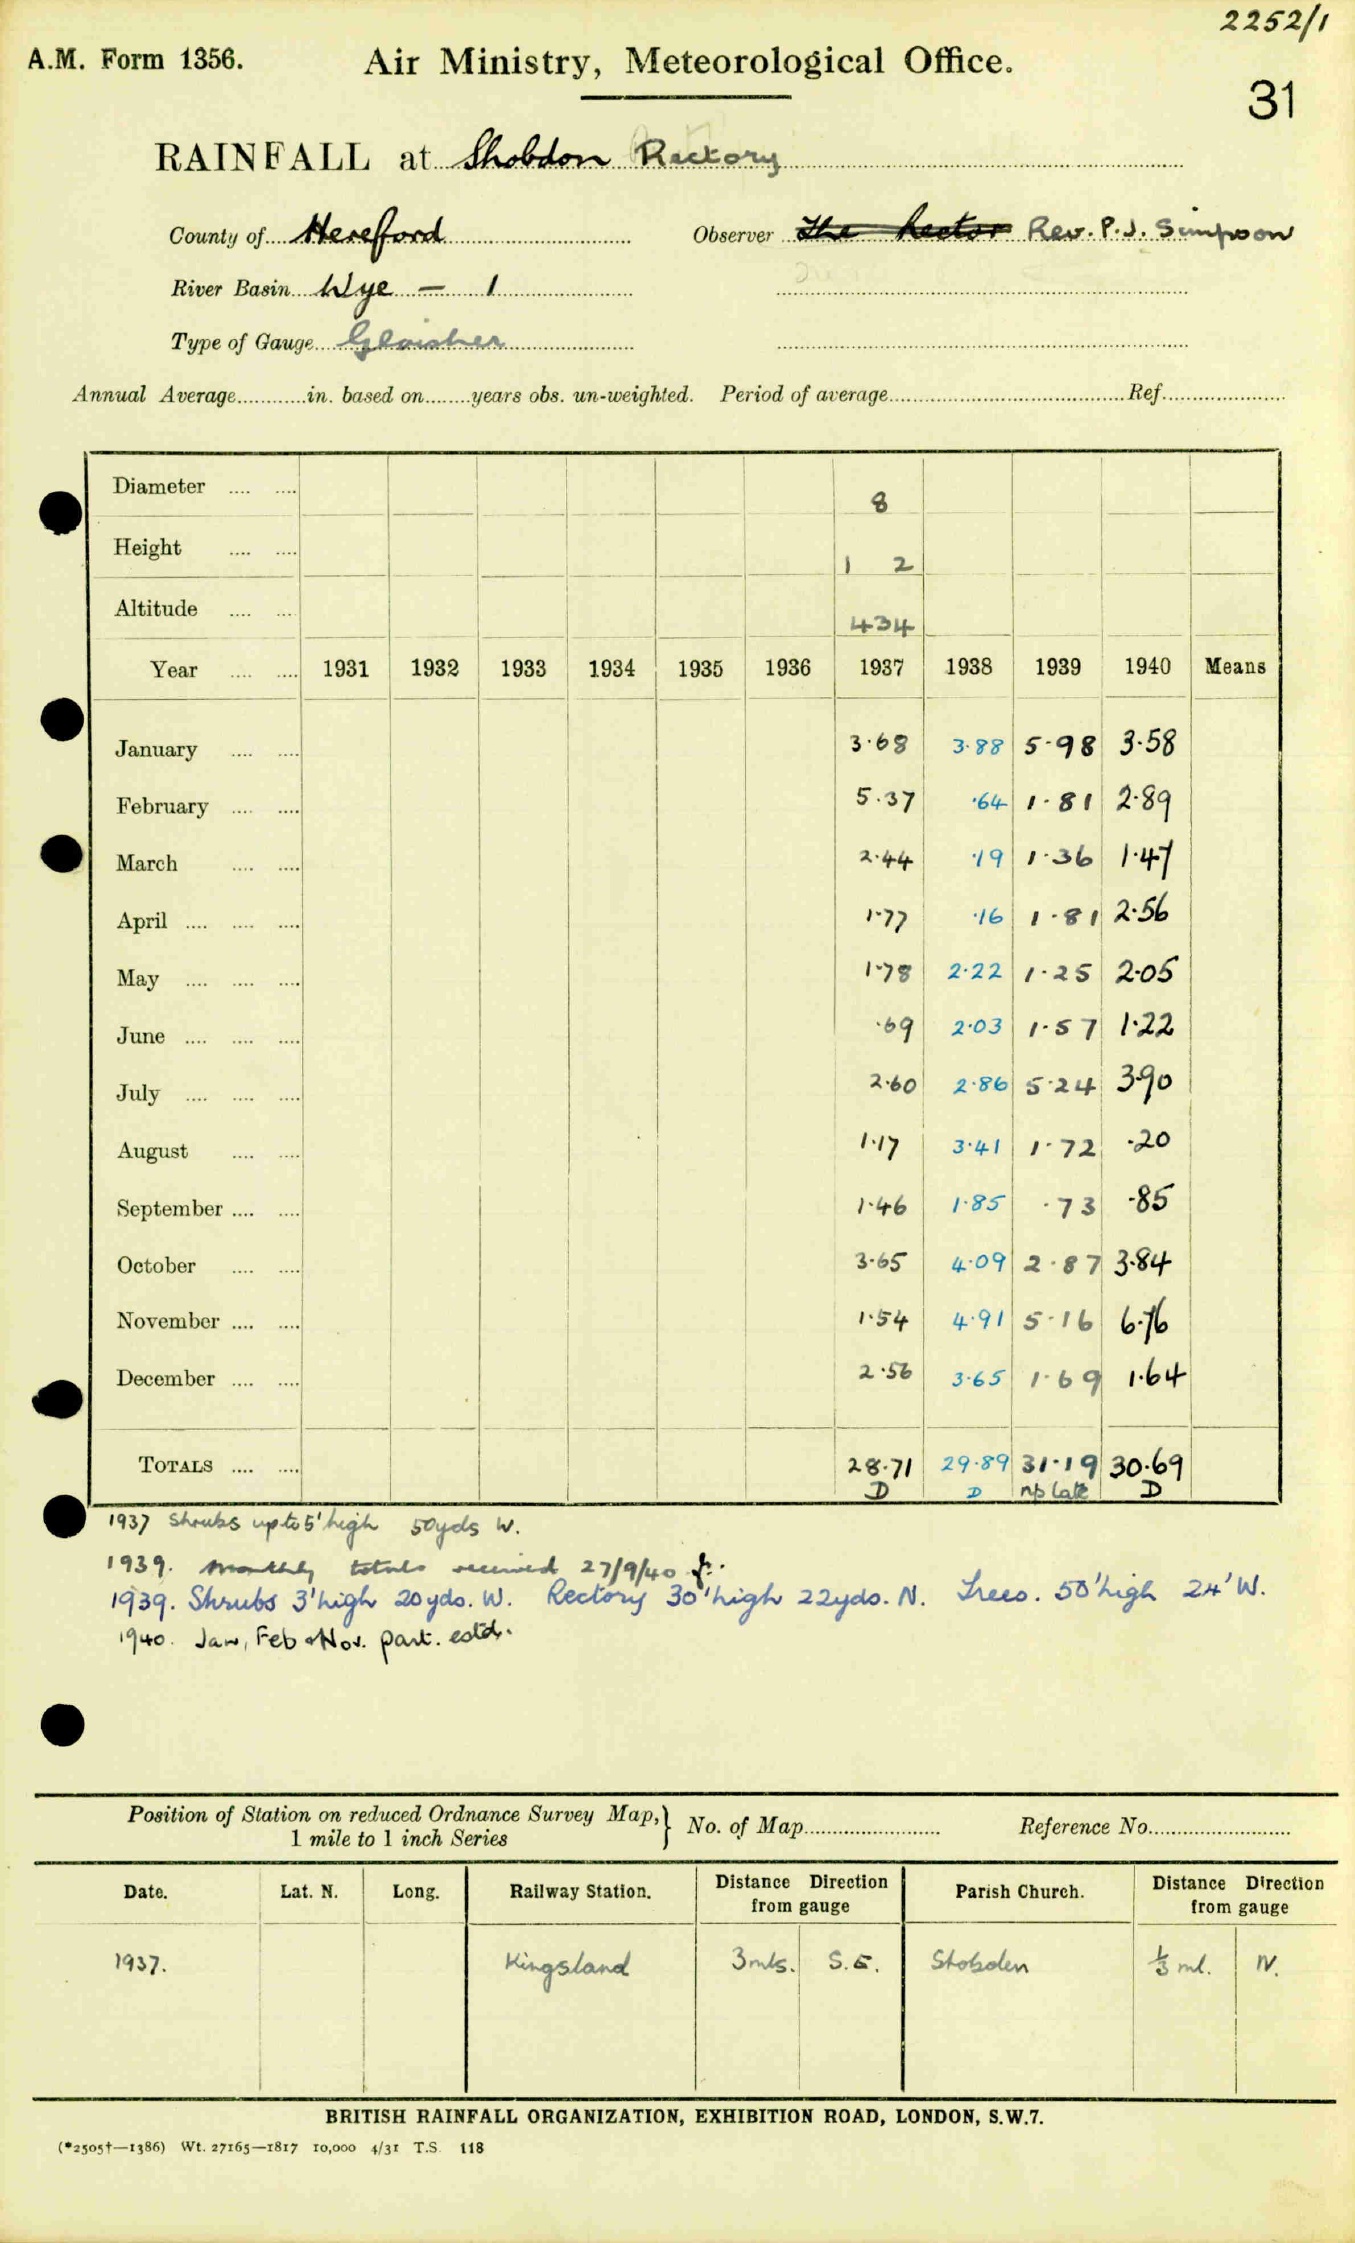 2252/1
A.M. Form 1356. Air Ministry, Meteorological Office.
31
RAINFALL at Shobdon Rectory
County of Hereford Observer The Rector Rev. P. J. Simpson
River Basin Wye — 1
Type of Gauge Glaisher
Annual Average............in. based on........years obs. un-weighted. Period of average.................... Ref....................
Diameter .... .... 8
Height .... .... 1 2
Altitude .... .... 434
Year .... .... 1931 1932 1933 1934 1935 1936 1937 1938 1939 1940 Means
January .... .... 3.68 3.88 5.98 3.58
February .... .... 5.37 .64 1.81 2.89
March .... .... 2.44 .19 1.36 1.47
April .... .... .... 1.77 .16 1.81 2.56
May .... .... .... 1.78 2.22 1.25 2.05
June .... .... .... .69 2.03 1.57 1.22
July .... .... .... 2.60 2.86 5.24 3.90
August .... .... 1.17 3.41 1.72 .20
September .... .... 1.46 1.85 .73 .85
October .... .... 3.65 4.09 2.87 3.84
November .... .... 1.54 4.91 5.16 6.76
December .... .... 2.56 3.65 1.69 1.64
TOTALS .... .... 28.71 29.89 31.19 30.69
D D np late D
1937 Shrubs up to 5' high 50yds W.
1939. Monthly totals received 27/9/40
1939. Shrubs 3' high 20yds. W. Rectory 30' high 22yds. N. Trees. 50' high 24' W.
1940. Jan, Feb & Nov. part. estd.
Position of Station on reduced Ordnance Survey Map, 1 mile to 1 inch Series } No. of Map.................... Reference No....................
Date. Lat. N. Long. Railway Station. Distance Direction from gauge Parish Church. Distance Direction from gauge
1937. Kingsland 3mls. S.E. Shobden ⅓ ml. N.
BRITISH RAINFALL ORGANIZATION, EXHIBITION ROAD, LONDON, S.W.7.
(*2505†—1386) Wt. 27165—1817 10,000 4/31 T.S. 118